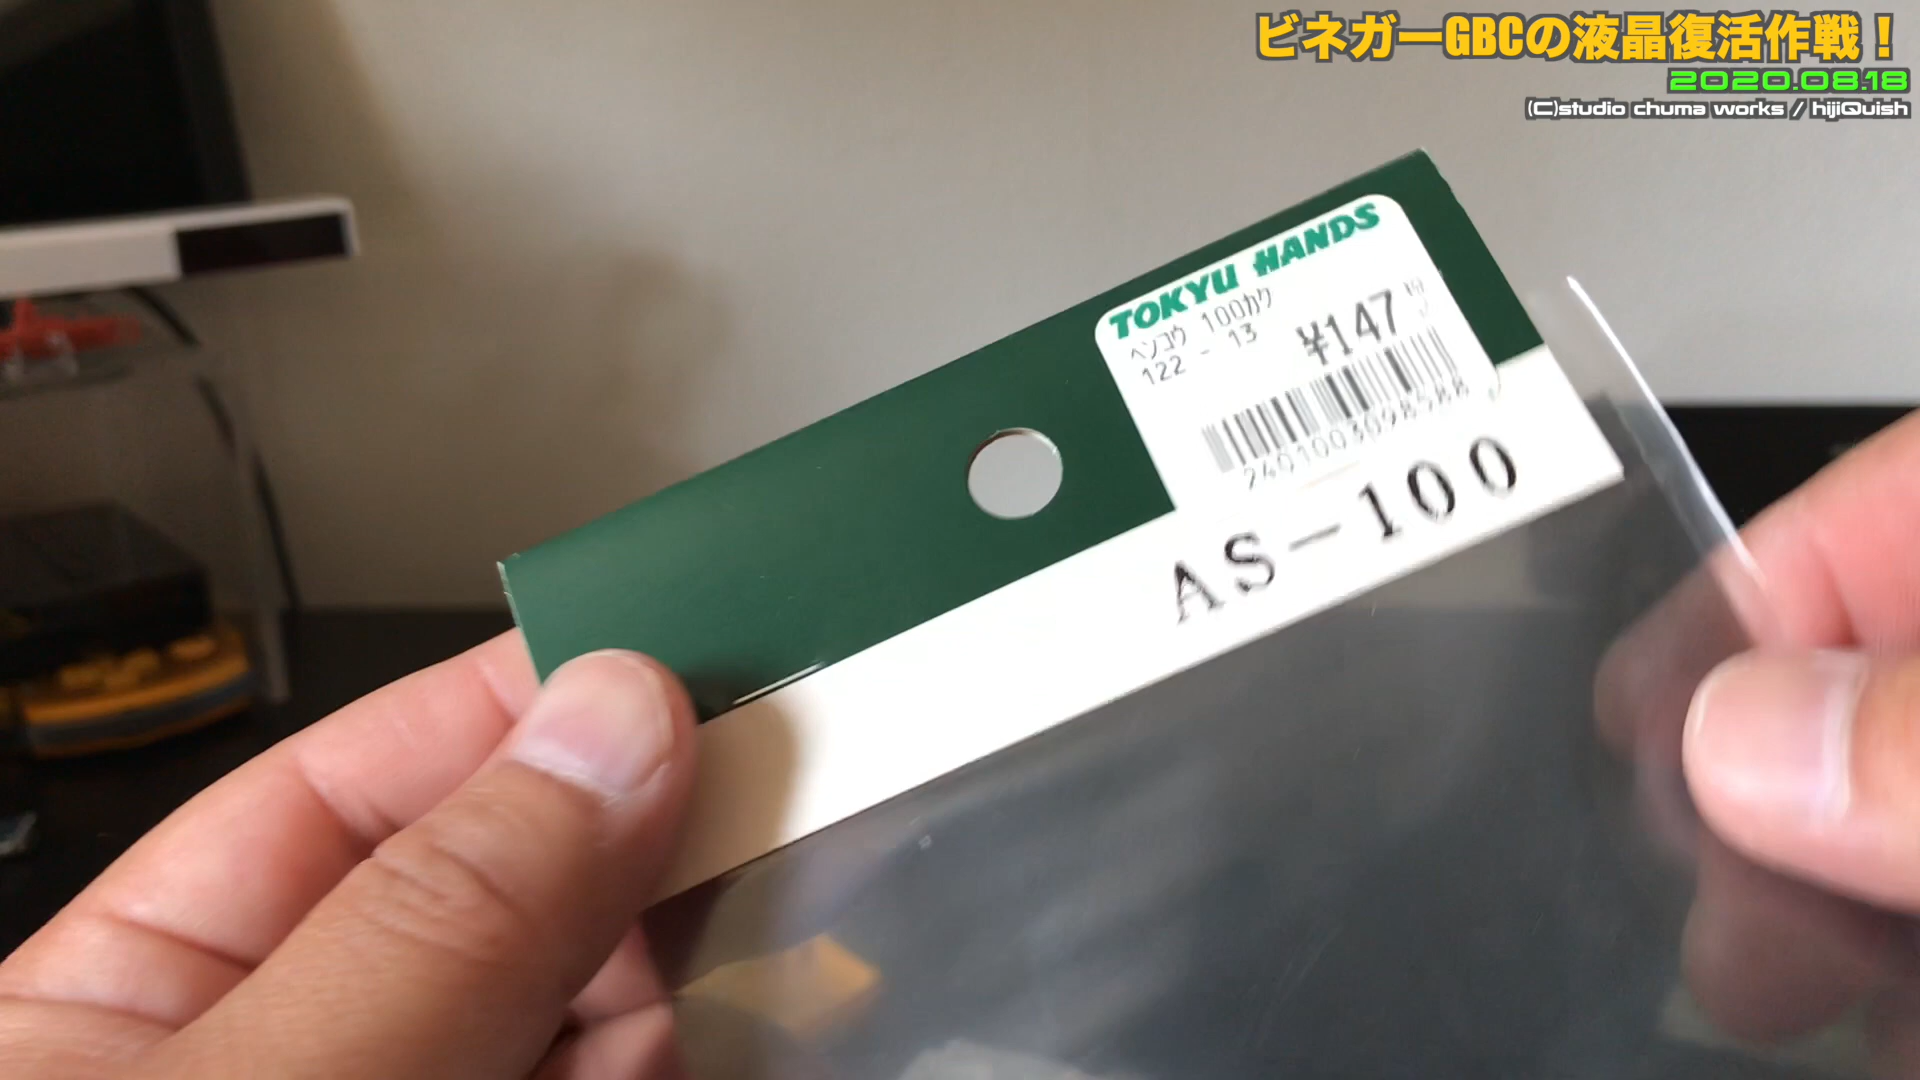 ビネガーGBCの液晶復活作戦！
2020.08.18
(C)studio chuma works / hijiQuish
TOKYU HANDS
ヘンコウ 100カク
122 - 13
¥147
2401003098588
AS-100